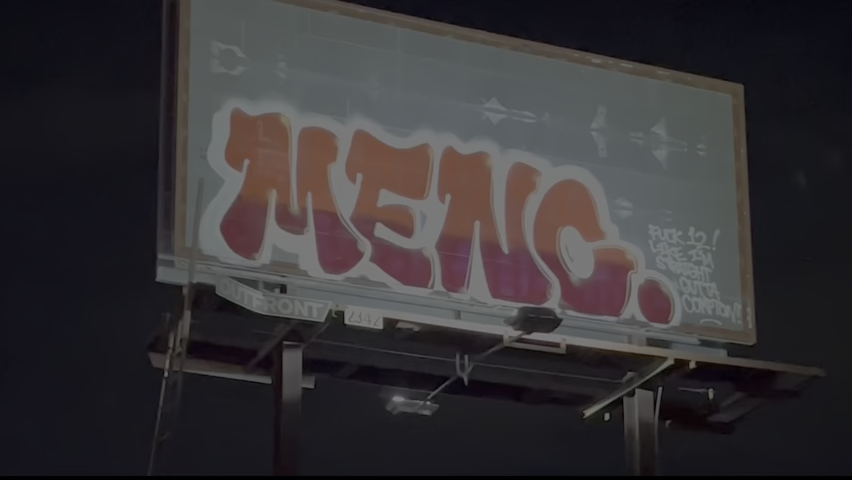 MENC.
FUCK 12!
LIKE I'M
STRAIGHT
OUTTA
COMPTON!!
OUTFRONT
2342